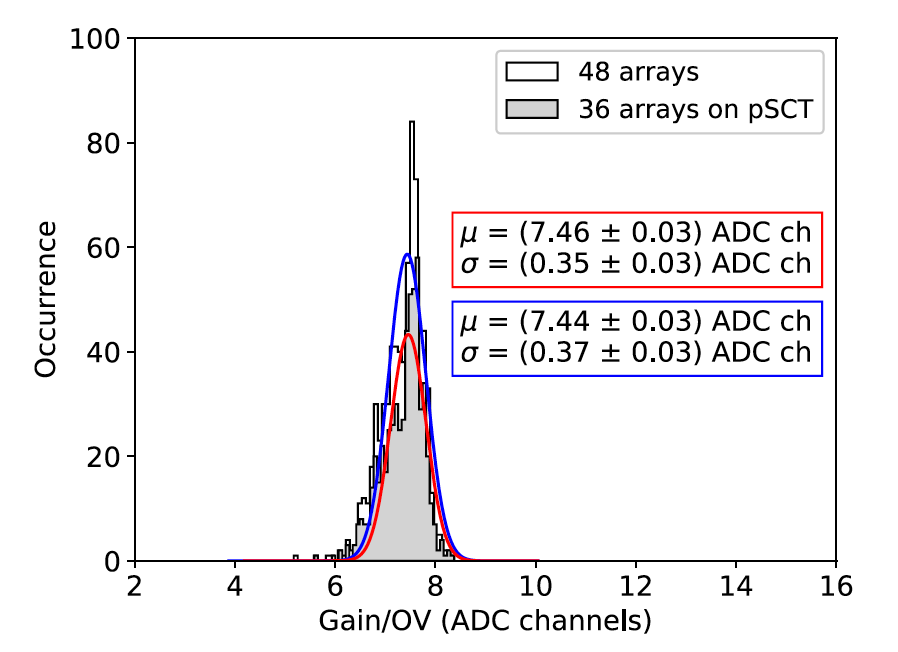 100
80
60
40
20
0
Occurrence
48 arrays
36 arrays on pSCT
μ = (7.46 ± 0.03) ADC ch
σ = (0.35 ± 0.03) ADC ch
μ = (7.44 ± 0.03) ADC ch
σ = (0.37 ± 0.03) ADC ch
2 4 6 8 10 12 14 16
Gain/OV (ADC channels)